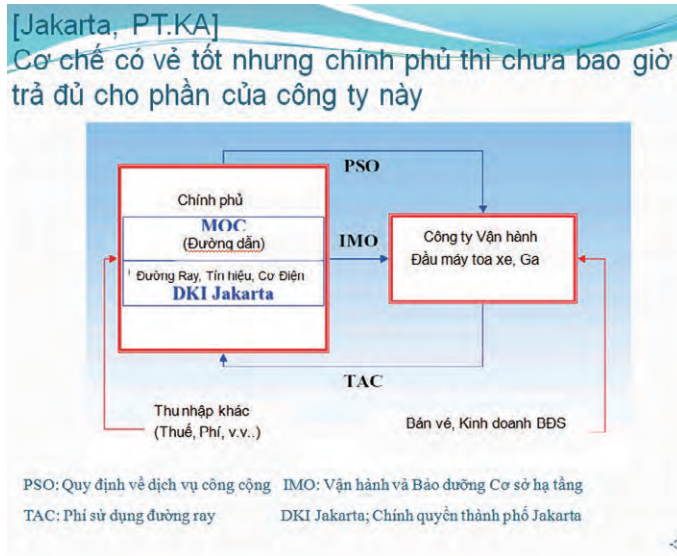 [Jakarta, PT.KA]
Cơ chế có vẻ tốt nhưng chính phủ thì chưa bao giờ
trả đủ cho phần của công ty này
PSO
Chính phủ
MOC
(Đường dẫn)
IMO
Công ty Vận hành
Đầu máy toa xe, Ga
Đường Ray, Tín hiệu, Cơ Điện
DKI Jakarta
TAC
Thu nhập khác
(Thuế, Phí, v.v..)
Bán vé, Kinh doanh BĐS
PSO: Quy định về dịch vụ công cộng IMO: Vận hành và Bảo dưỡng Cơ sở hạ tầng
TAC: Phí sử dụng đường ray DKI Jakarta; Chính quyền thành phố Jakarta